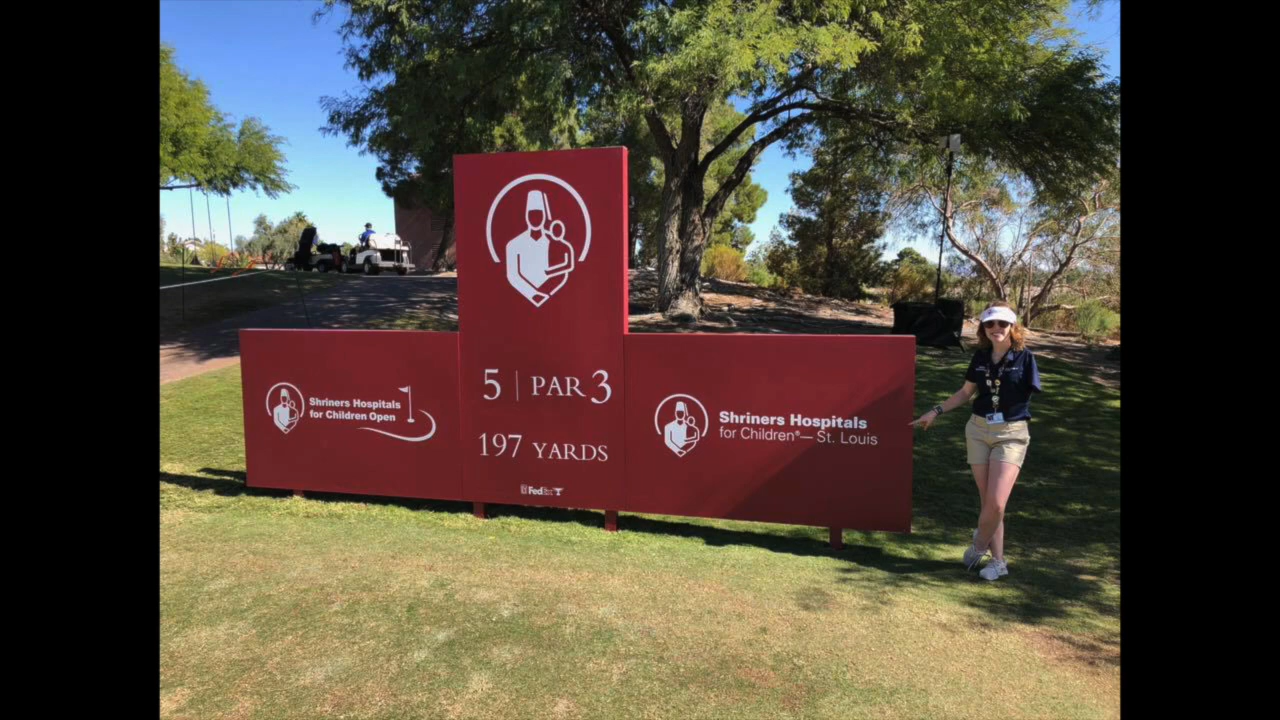 5 | PAR 3
197 YARDS
FedEx
Shriners Hospitals
for Children Open
Shriners Hospitals
for Children®— St. Louis